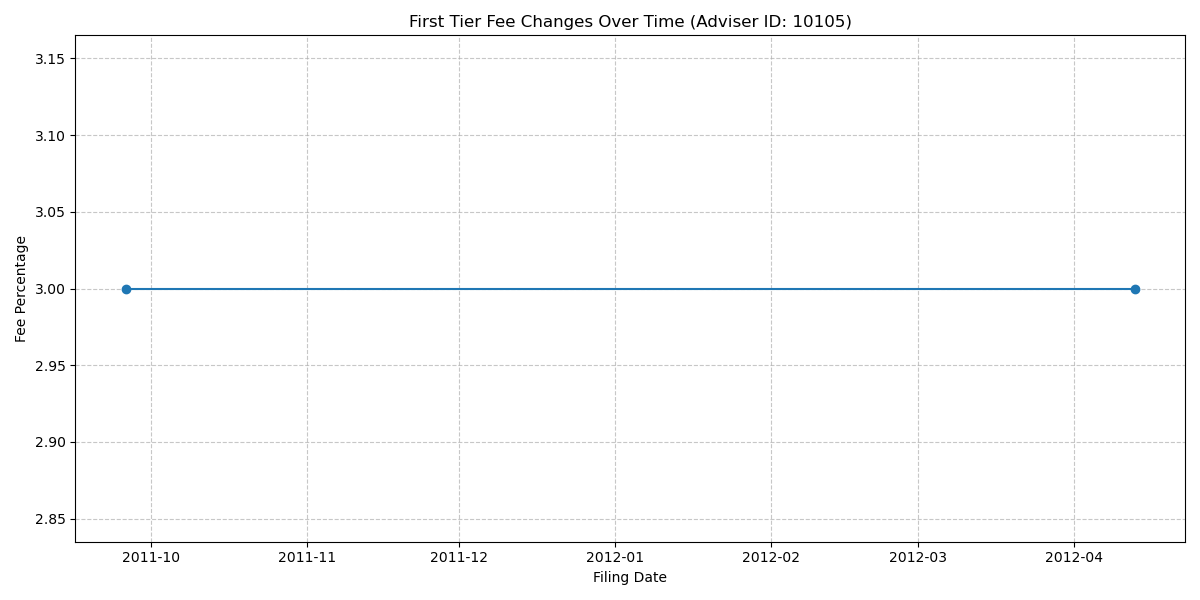 First Tier Fee Changes Over Time (Adviser ID: 10105)
Fee Percentage
3.15
3.10
3.05
3.00
2.95
2.90
2.85
2011-10 2011-11 2011-12 2012-01 2012-02 2012-03 2012-04
Filing Date